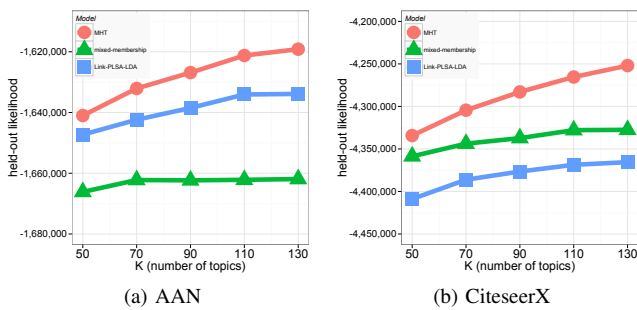 Model
MHT
mixed-membership
Link-PLSA-LDA
held-out likelihood
-1,620,000
-1,640,000
-1,660,000
-1,680,000
50 70 90 110 130
K (number of topics)
(a) AAN
Model
MHT
mixed-membership
Link-PLSA-LDA
held-out likelihood
-4,200,000
-4,250,000
-4,300,000
-4,350,000
-4,400,000
-4,450,000
50 70 90 110 130
K (number of topics)
(b) CiteseerX